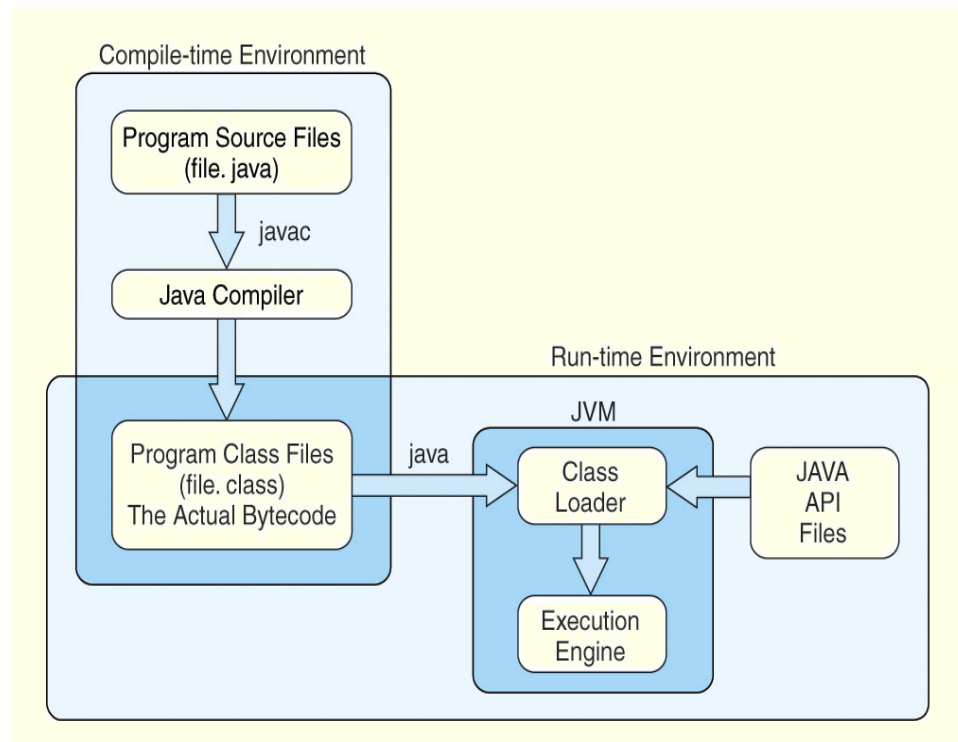 Compile-time Environment
Program Source Files
(file. java)
javac
Java Compiler
Run-time Environment
JVM
Program Class Files
(file. class)
The Actual Bytecode
java
Class
Loader
JAVA
API
Files
Execution
Engine